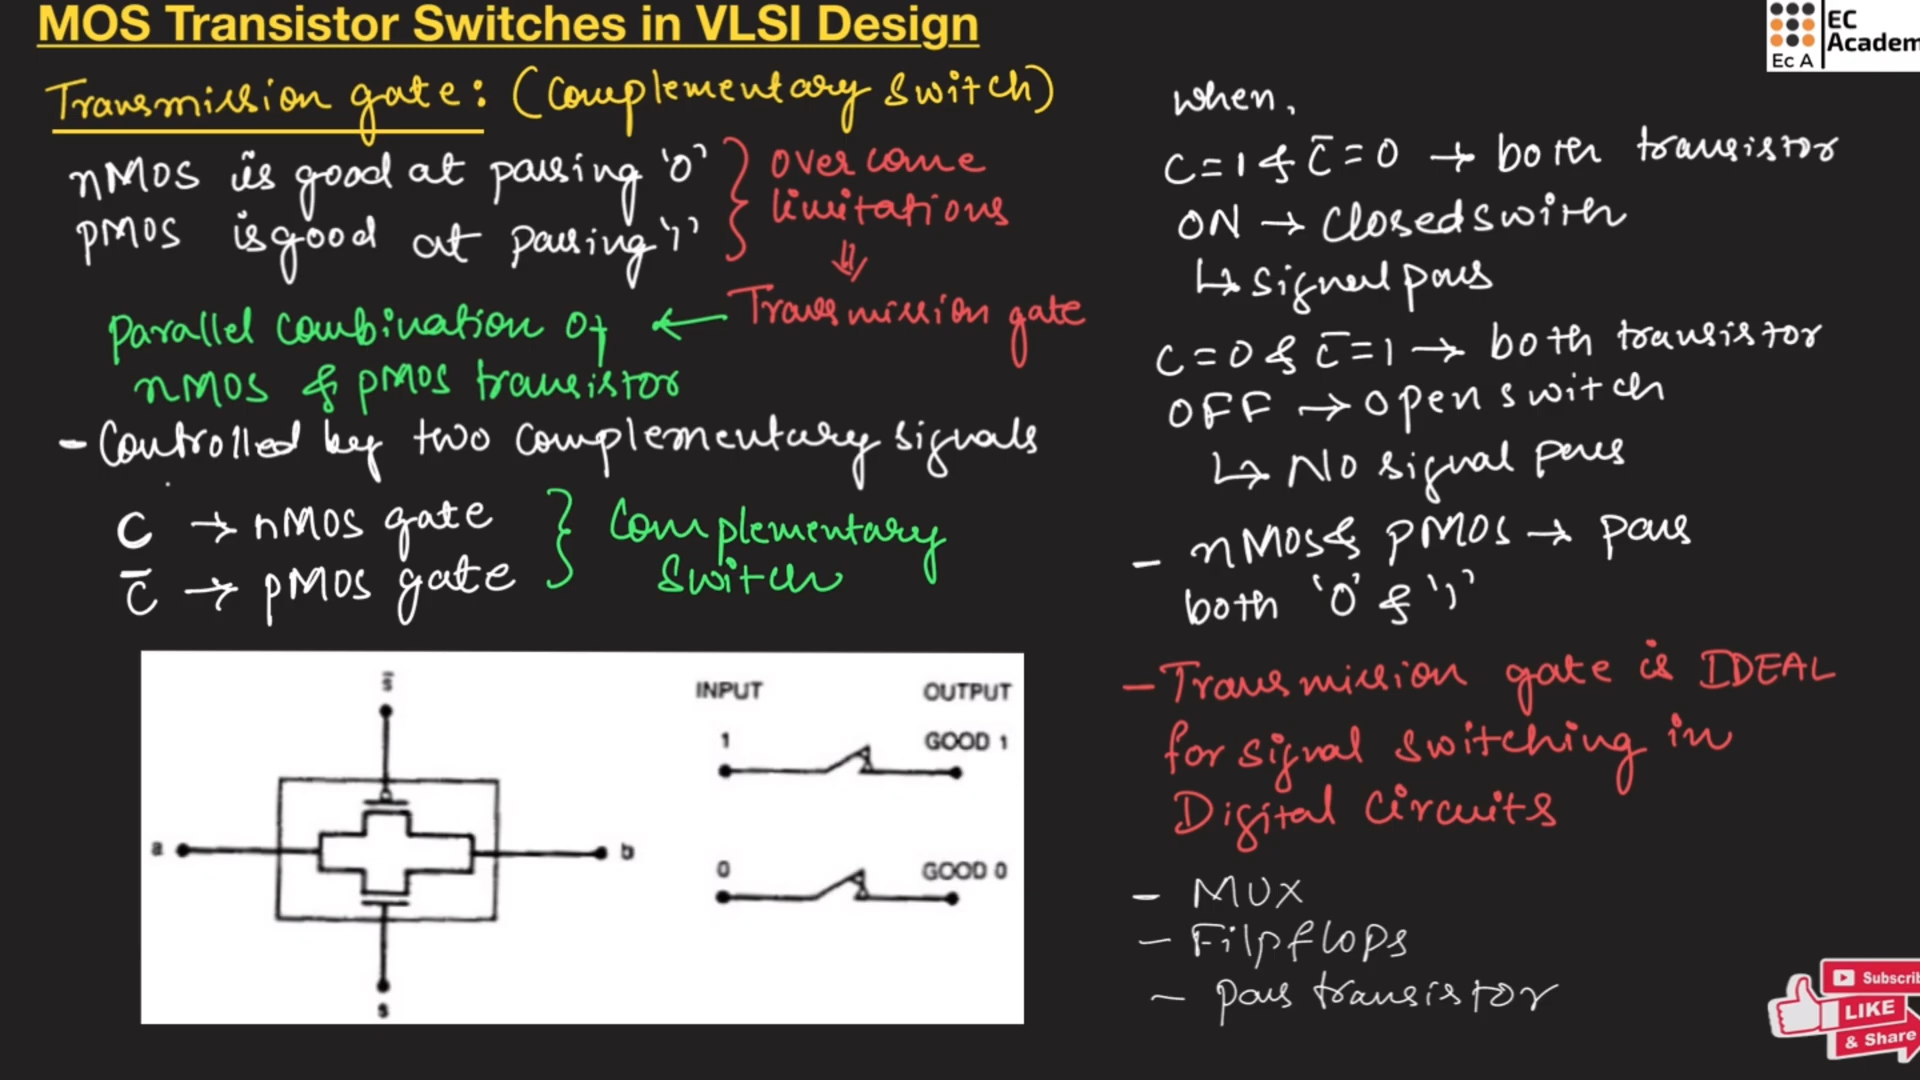 MOS Transistor Switches in VLSI Design
EC
Academ
Ec A
Transmission gate: (Complementary Switch)
nMOS is good at passing '0'
pMOS is good at passing '1'
over come
limitations
Transmission gate
parallel combination of
nMOS & pMOS transistor
- Controlled by two complementary signals
C → nMOS gate
C̅ → pMOS gate
Complementary
Switch
s̅
a
b
s
INPUT OUTPUT
1 GOOD 1
0 GOOD 0
when,
C=1 & C̅=0 → both transistor
ON → Closed swith
↳ signal pass
C=0 & C̅=1 → both transistor
OFF → open switch
↳ No signal pass
- nMOS & pMOS → pass
both '0' & '1'
- Transmission gate is IDEAL
for signal switching in
Digital Circuits
- MUX
- Filpflops
- pass transistor
Subscrib
LIKE
& Share